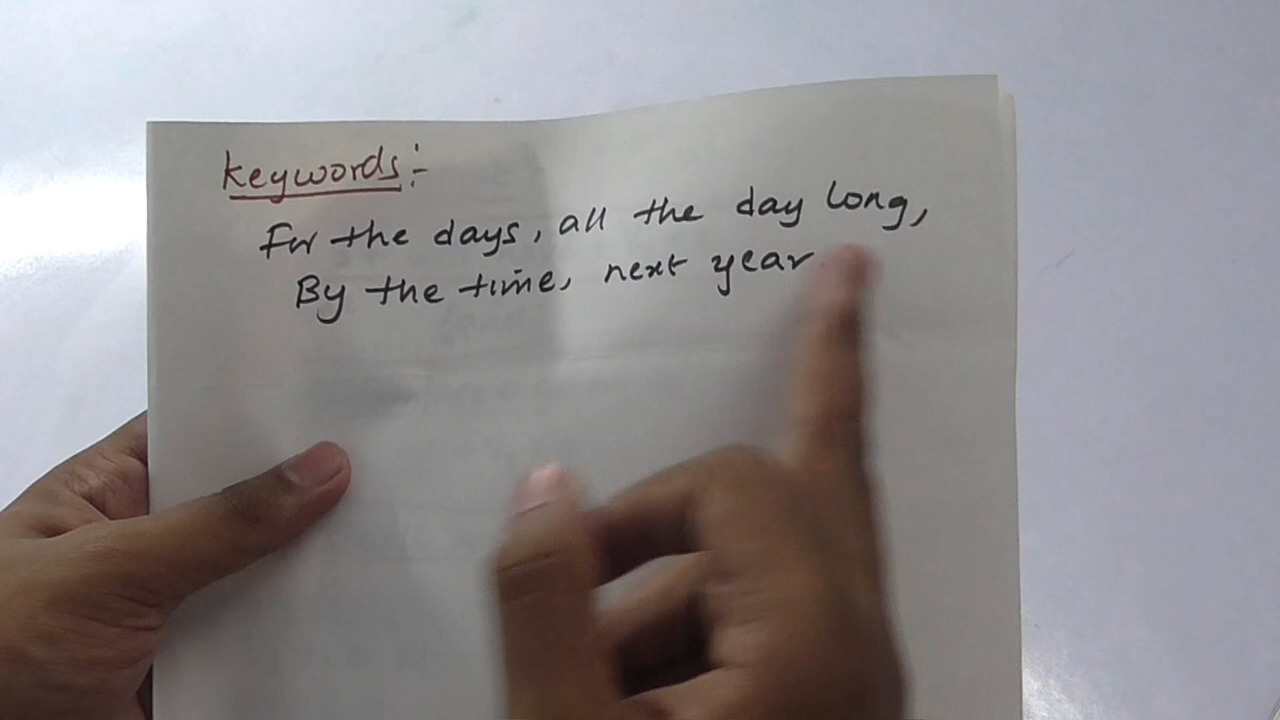 Keywords:-
For the days, all the day long,
By the time, next year